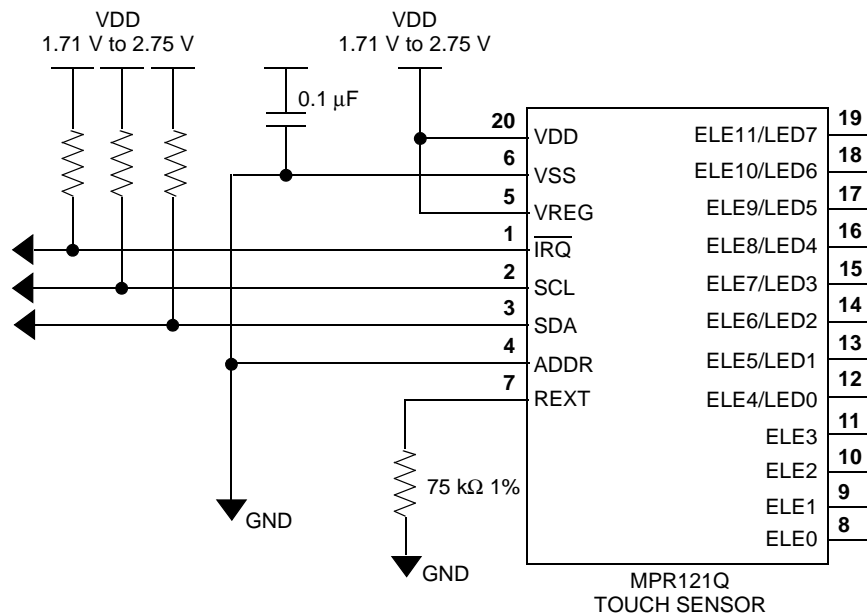 VDD
1.71 V to 2.75 V
VDD
1.71 V to 2.75 V
0.1 μF
20
VDD
6
VSS
5
VREG
1
IRQ
2
SCL
3
SDA
4
ADDR
7
REXT
ELE11/LED7
19
ELE10/LED6
18
ELE9/LED5
17
ELE8/LED4
16
ELE7/LED3
15
ELE6/LED2
14
ELE5/LED1
13
ELE4/LED0
12
ELE3
11
ELE2
10
ELE1
9
ELE0
8
75 kΩ 1%
GND
GND
MPR121Q
TOUCH SENSOR